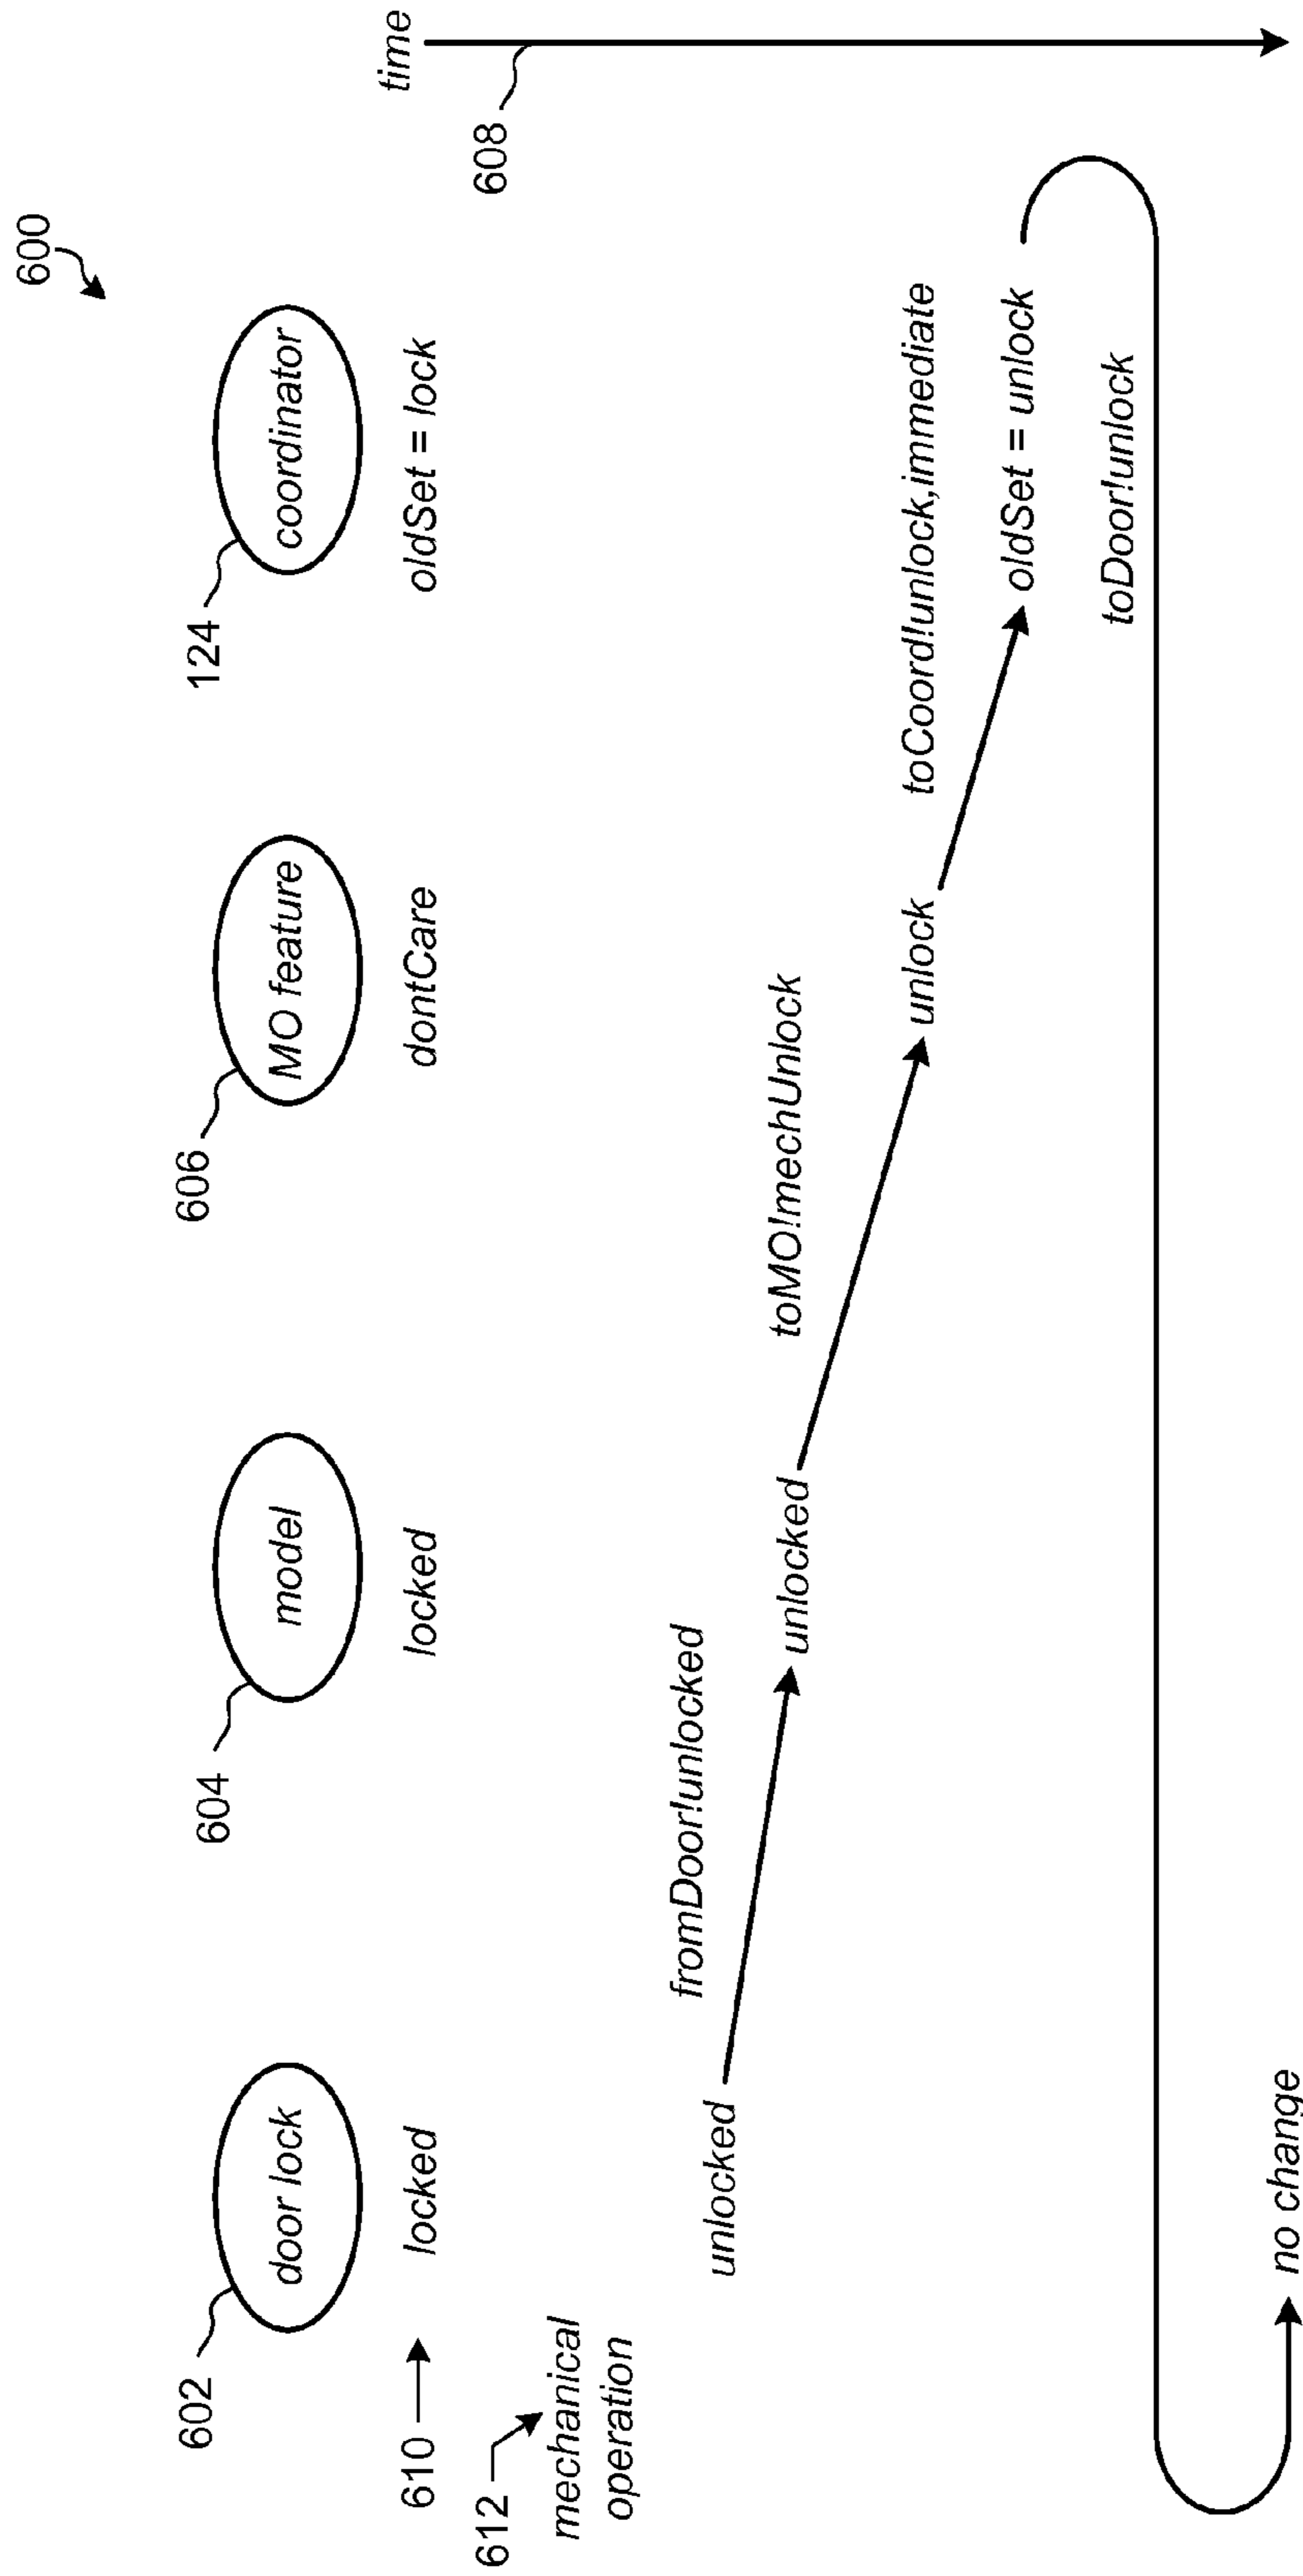 600
602
604
606
124
door lock
model
MO feature
coordinator
610
locked
locked
dontCare
oldSet = lock
time
608
612
mechanical
operation
fromDoor!unlocked
unlocked
toMO!mechUnlock
unlocked
toCoord!unlock,immediate
unlock
oldSet = unlock
toDoor!unlock
no change